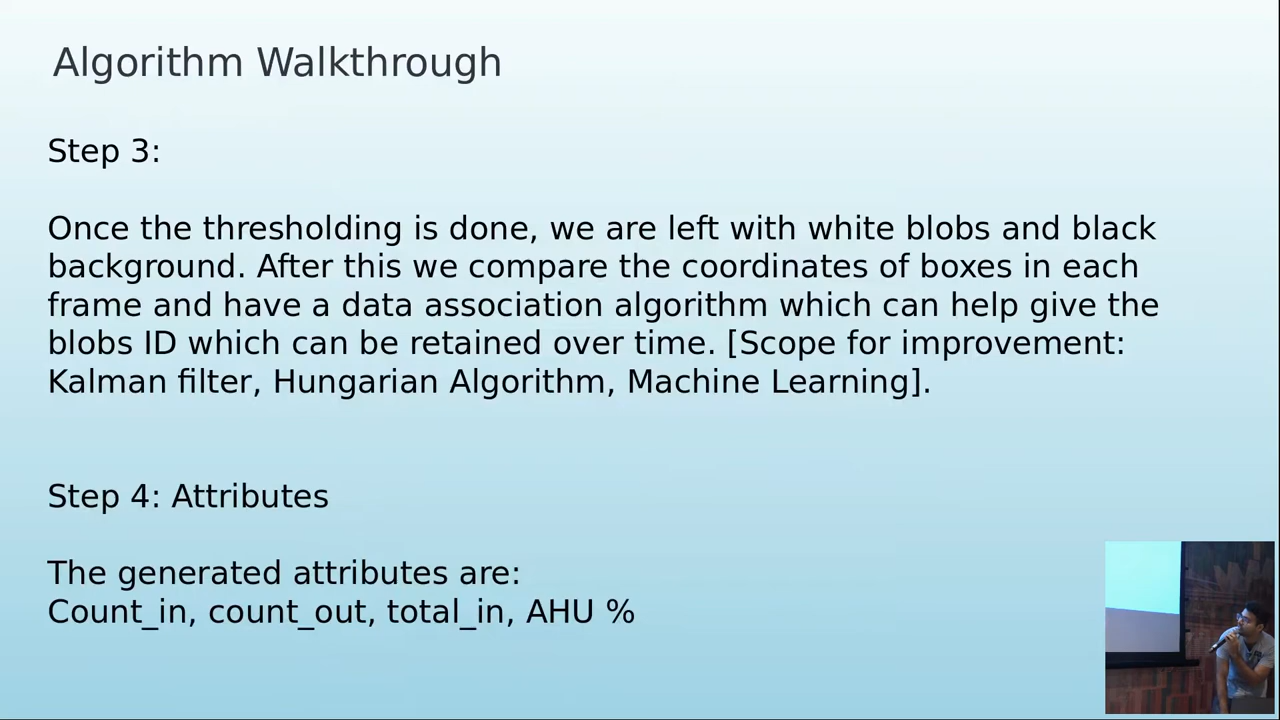 Algorithm Walkthrough
Step 3:
Once the thresholding is done, we are left with white blobs and black
background. After this we compare the coordinates of boxes in each
frame and have a data association algorithm which can help give the
blobs ID which can be retained over time. [Scope for improvement:
Kalman filter, Hungarian Algorithm, Machine Learning].
Step 4: Attributes
The generated attributes are:
Count_in, count_out, total_in, AHU %